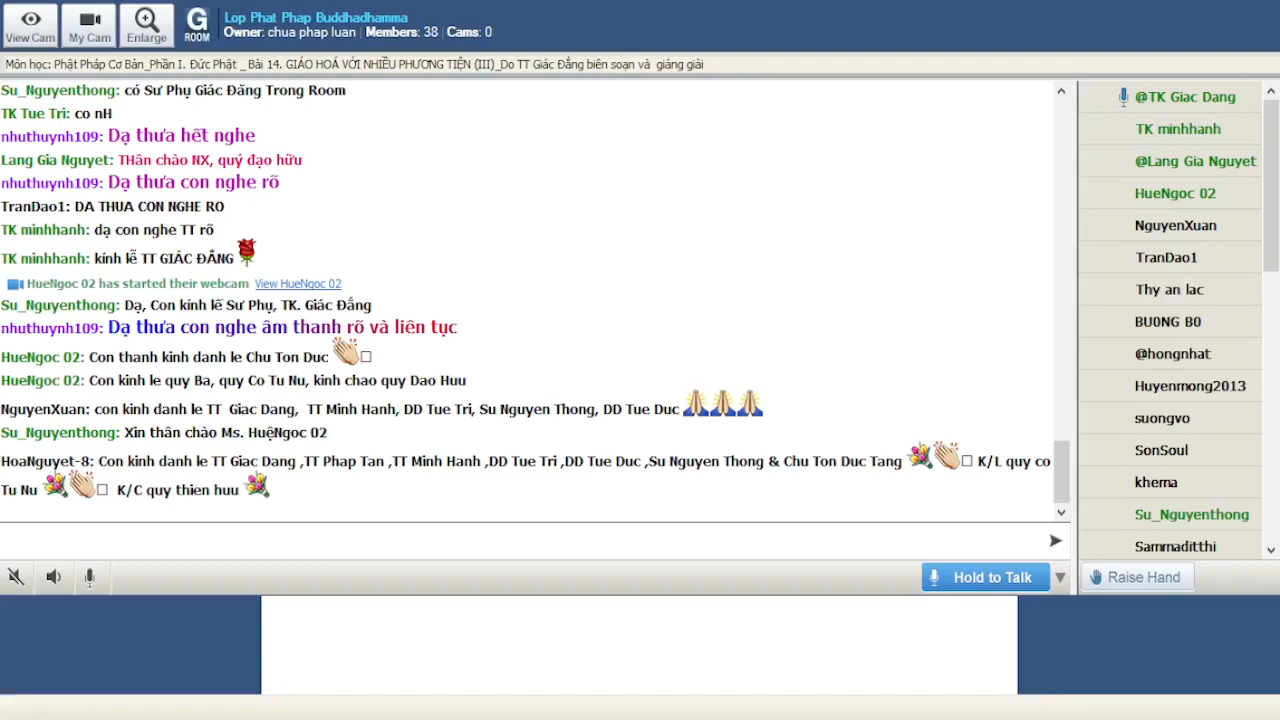 View Cam
My Cam
Enlarge
G
ROOM
Lop Phat Phap Buddhadhamma
Owner: chua phap luan | Members: 38 | Cams: 0
Môn học: Phật Pháp Cơ Bản_Phần I. Đức Phật _ Bài 14. GIÁO HOÁ VỚI NHIỀU PHƯƠNG TIỆN (III)_Do TT Giác Đẳng biên soạn và giảng giải
Su_Nguyenthong: có Sư Phụ Giác Đăng Trong Room
TK Tue Tri: co nH
nhuthuynh109: Dạ thưa hết nghe
Lang Gia Nguyet: THân chào NX, quý đạo hữu
nhuthuynh109: Dạ thưa con nghe rõ
TranDao1: DA THUA CON NGHE RO
TK minhhanh: dạ con nghe TT rõ
TK minhhanh: kính lễ TT GIÁC ĐẲNG
HueNgoc 02 has started their webcam View HueNgoc 02
Su_Nguyenthong: Dạ, Con kính lế Sư Phụ, TK. Giác Đắng
nhuthuynh109: Dạ thưa con nghe âm thanh rõ và liên tục
HueNgoc 02: Con thanh kinh danh le Chu Ton Duc
HueNgoc 02: Con kinh le quy Ba, quy Co Tu Nu, kinh chao quy Dao Huu
NguyenXuan: con kinh danh le TT Giac Dang, TT Minh Hanh, DD Tue Tri, Su Nguyen Thong, DD Tue Duc
Su_Nguyenthong: Xin thân chào Ms. HuệNgoc 02
HoaNguyet-8: Con kinh danh le TT Giac Dang ,TT Phap Tan ,TT Minh Hanh ,DD Tue Tri ,DD Tue Duc ,Su Nguyen Thong & Chu Ton Duc Tang K/L quy co
Tu Nu K/C quy thien huu
@TK Giac Dang
TK minhhanh
@Lang Gia Nguyet
HueNgoc 02
NguyenXuan
TranDao1
Thy an lac
BU0NG B0
@hongnhat
Huyenmong2013
suongvo
SonSoul
khema
Su_Nguyenthong
Sammaditthi
Hold to Talk
Raise Hand